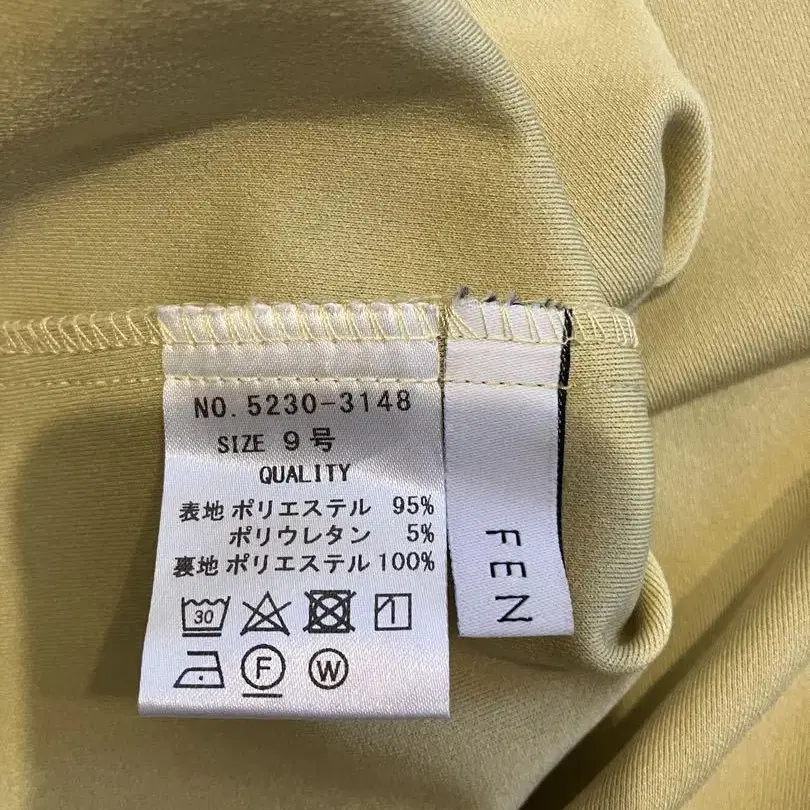 NO. 5230-3148
SIZE 9号
QUALITY
表地 ポリエステル 95%
ポリウレタン 5%
裏地 ポリエステル 100%
30
F W
FEN